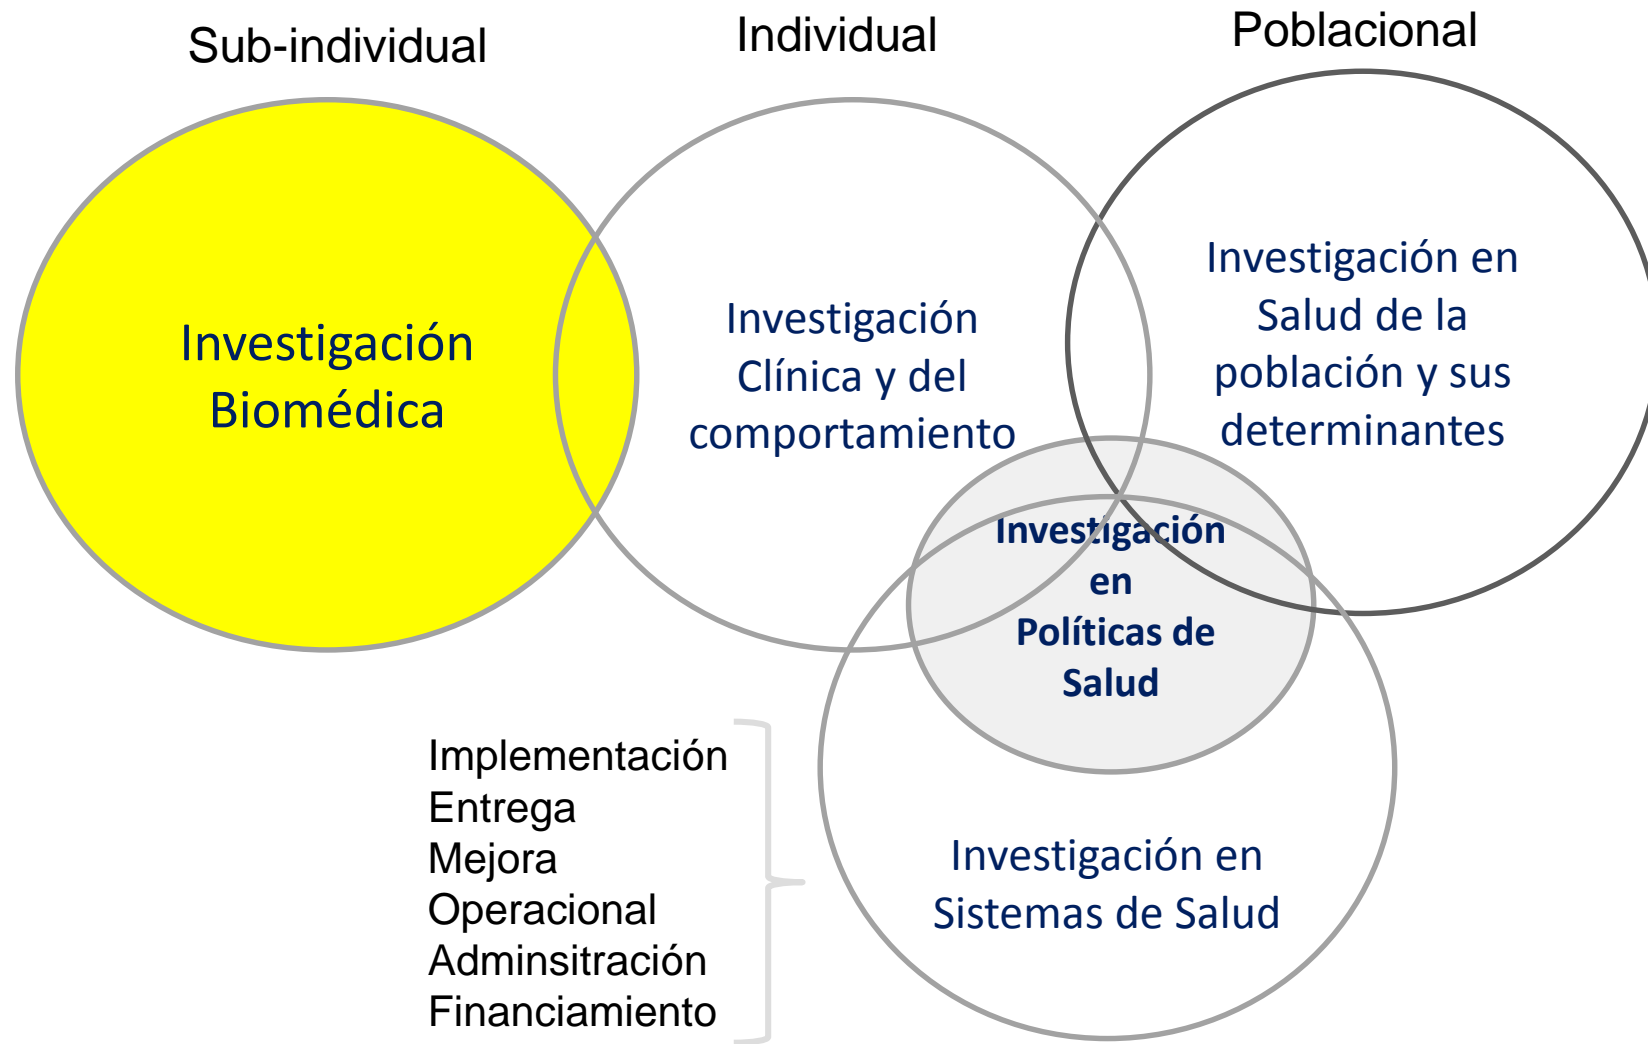 Sub-individual
Individual
Poblacional
Investigación
Biomédica
Investigación
Clínica y del
comportamiento
Investigación en
Salud de la
población y sus
determinantes
Investigación
en
Políticas de
Salud
Implementación
Entrega
Mejora
Operacional
Adminsitración
Financiamiento
Investigación en
Sistemas de Salud